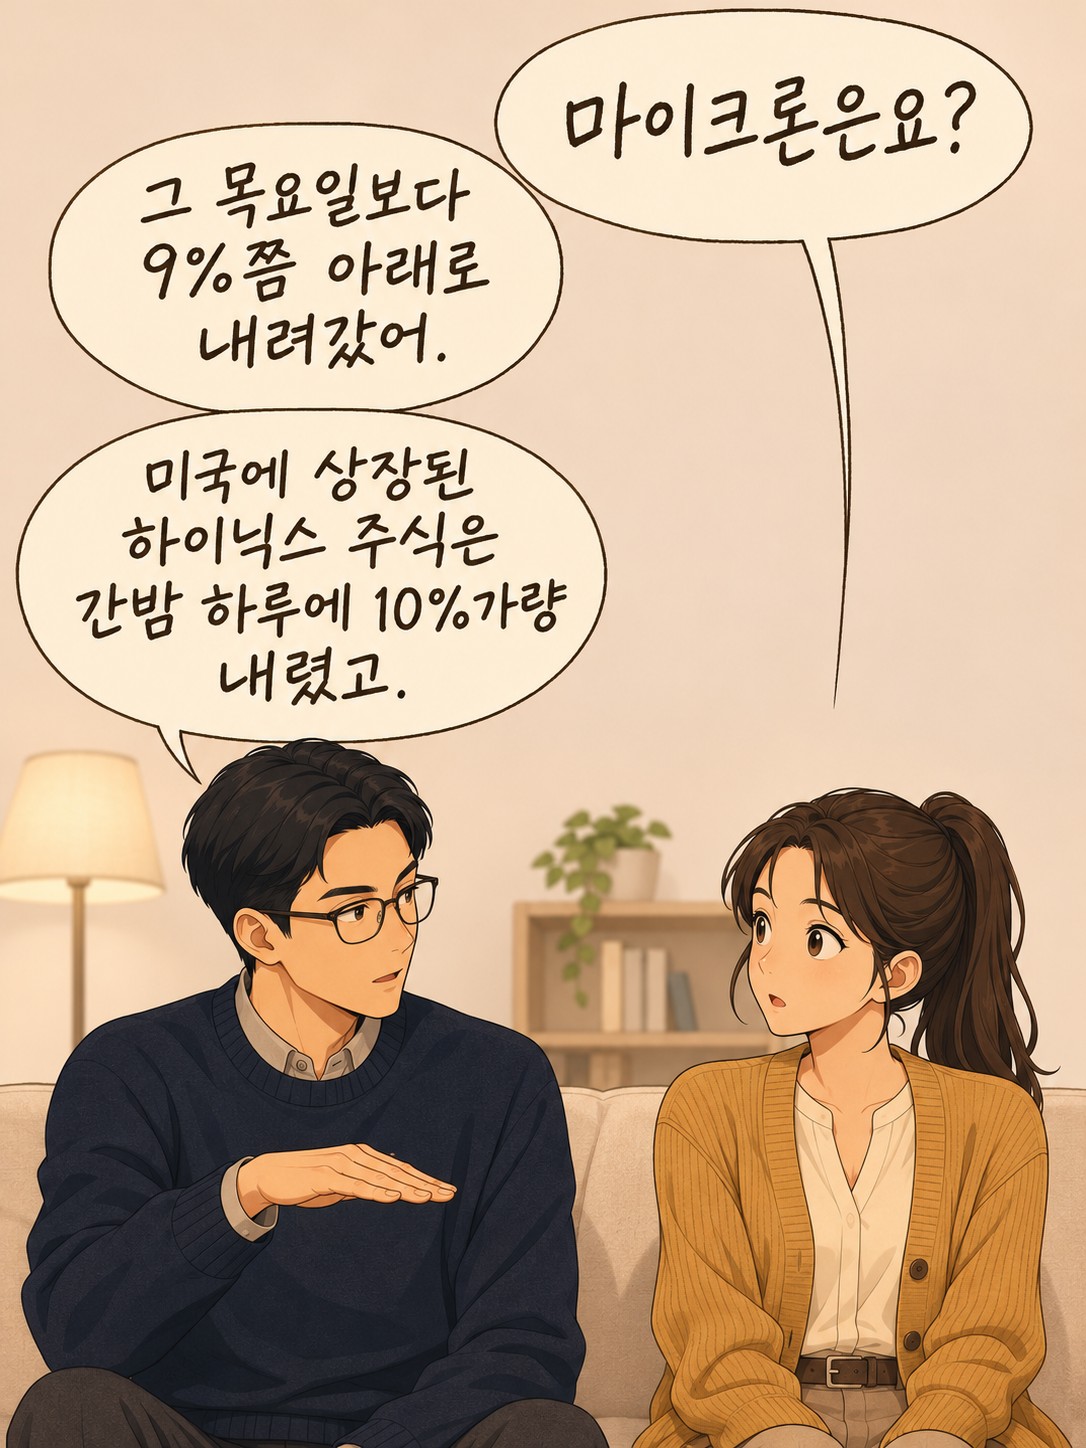 마이크론은요?
그 목요일보다
9%쯤 아래로
내려갔어.
미국에 상장된
하이닉스 주식은
간밤 하루에 10%가량
내렸고.